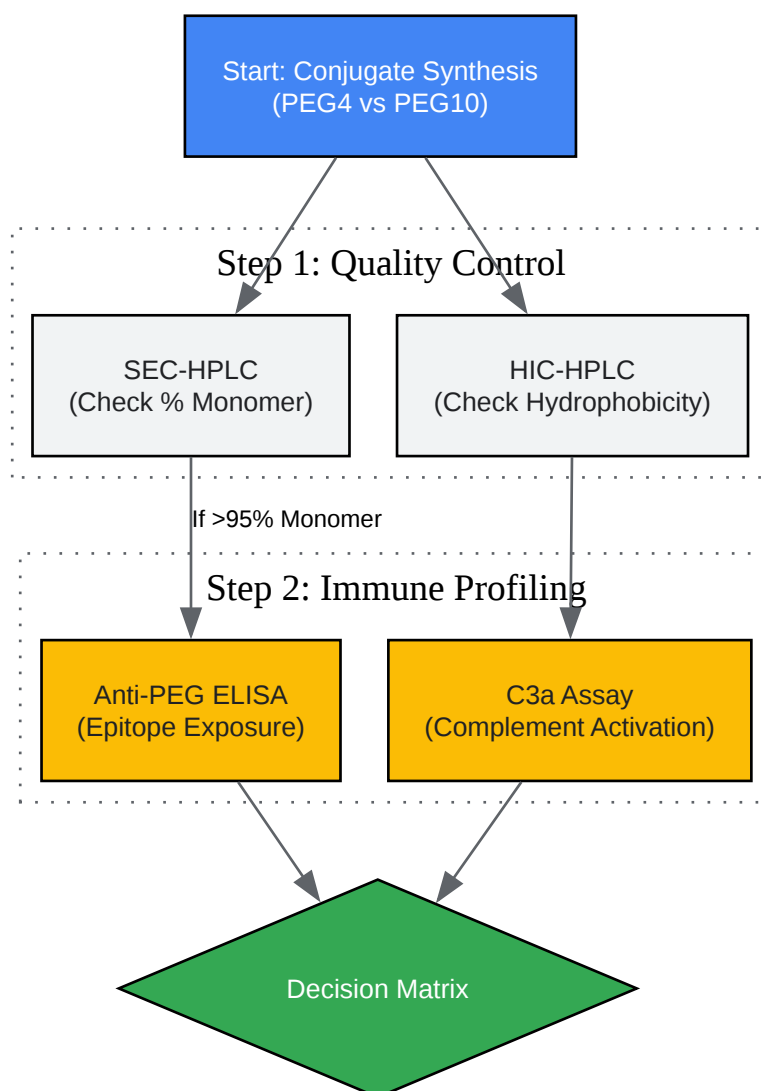 Start: Conjugate Synthesis
(PEG4 vs PEG10)
Step 1: Quality Control
SEC-HPLC
(Check % Monomer)
HIC-HPLC
(Check Hydrophobicity)
If >95% Monomer
Step 2: Immune Profiling
Anti-PEG ELISA
(Epitope Exposure)
C3a Assay
(Complement Activation)
Decision Matrix